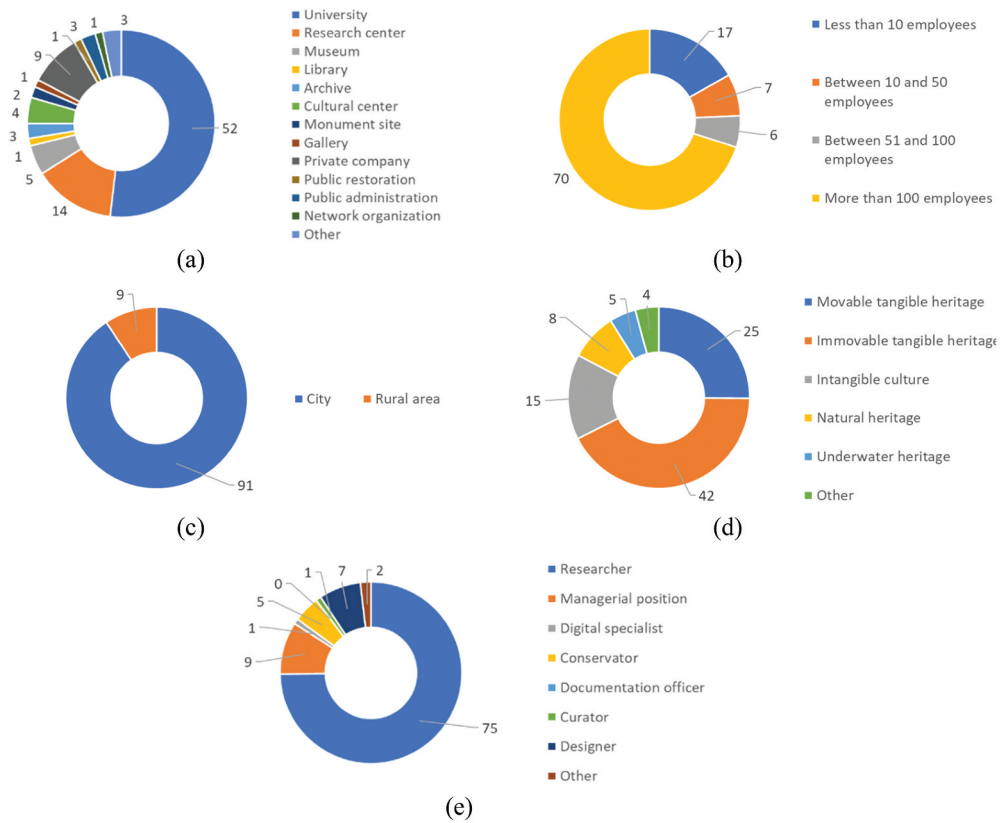 1 3 1 3
9
1
2
4
3
1
5
14
52
University
Research center
Museum
Library
Archive
Cultural center
Monument site
Gallery
Private company
Public restoration
Public administration
Network organization
Other
(a)
17
7
6
70
Less than 10 employees
Between 10 and 50
employees
Between 51 and 100
employees
More than 100 employees
(b)
9
91
City Rural area
(c)
5 4
8
25
15
42
Movable tangible heritage
Immovable tangible heritage
Intangible culture
Natural heritage
Underwater heritage
Other
(d)
1 7 2
0
5
1
9
75
Researcher
Managerial position
Digital specialist
Conservator
Documentation officer
Curator
Designer
Other
(e)